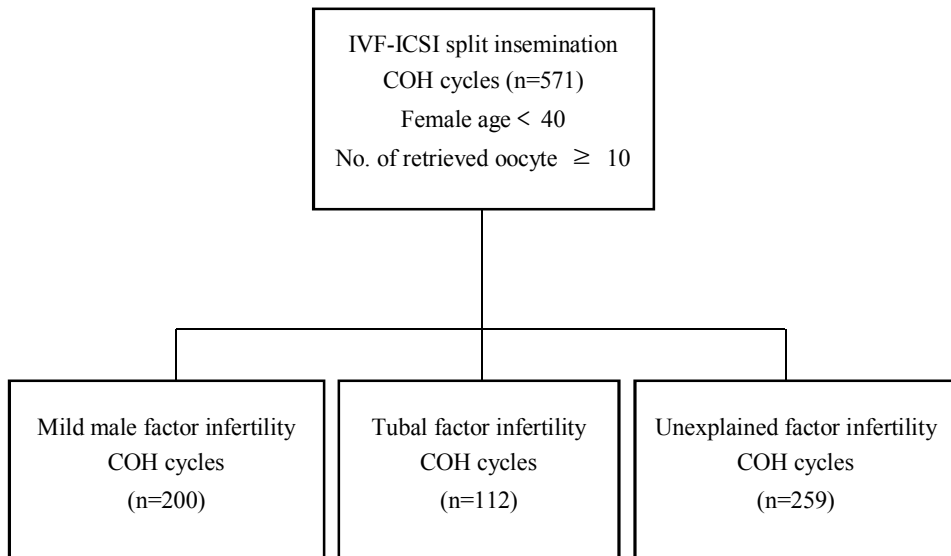 IVF-ICSI split insemination
COH cycles (n=571)
Female age < 40
No. of retrieved oocyte ≥ 10
Mild male factor infertility
COH cycles
(n=200)
Tubal factor infertility
COH cycles
(n=112)
Unexplained factor infertility
COH cycles
(n=259)